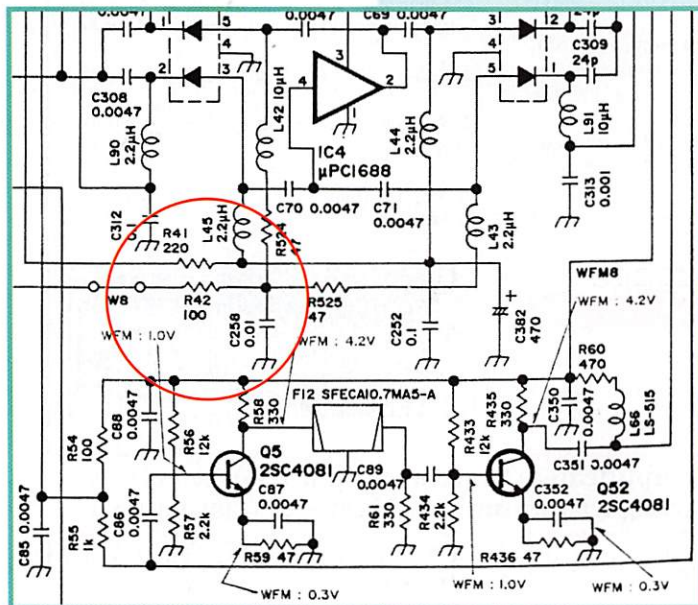 0.0047
C69 0.0047
1
5
4
2
3
3
2
4
5
1
C309
24p
24p
C308
0.0047
L42 10μH
3
4
2
1
L91
10μH
L90
2.2μH
IC4
μPC1688
L44
2.2μH
C313
0.001
C70 0.0047
C71
0.0047
C312
R41
220
L45
2.2μH
R524
47
L43
2.2μH
W8
R42
100
R525
47
WFM8
WFM : 4.2V
WFM : 1.0V
C258
0.01
WFM : 4.2V
C252
0.1
C382
470
+
R60
470
R54
100
C88
0.0047
R56
12k
R58
330
F12 SFECA10.7MA5-A
R433
12k
R435
330
C350
0.0047
L66
LS-515
Q5
2SC4081
C89
0.0047
C351 0.0047
Q52
2SC4081
C85 0.0047
R55
1k
C86
0.0047
R57
2.2k
C87
0.0047
R61
330
R434
2.2k
C352
0.0047
R59 47
R436 47
WFM : 0.3V
WFM : 1.0V
WFM : 0.3V